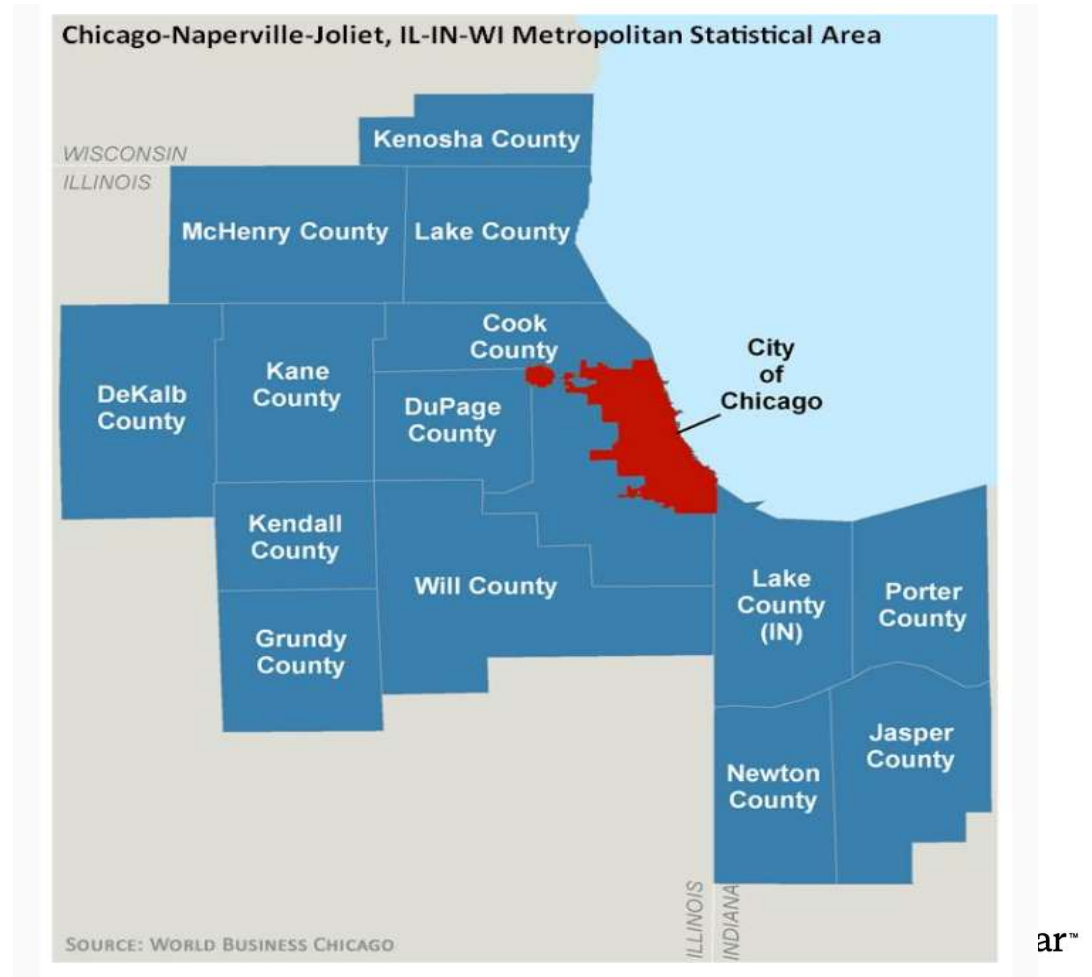 Chicago-Naperville-Joliet, IL-IN-WI Metropolitan Statistical Area
Kenosha County
WISCONSIN
ILLINOIS
McHenry County
Lake County
Cook
County
City
of
Chicago
Kane
County
DeKalb
County
DuPage
County
Kendall
County
Will County
Lake
County
(IN)
Porter
County
Grundy
County
Jasper
County
Newton
County
ILLINOIS
INDIANA
SOURCE: WORLD BUSINESS CHICAGO
ar™